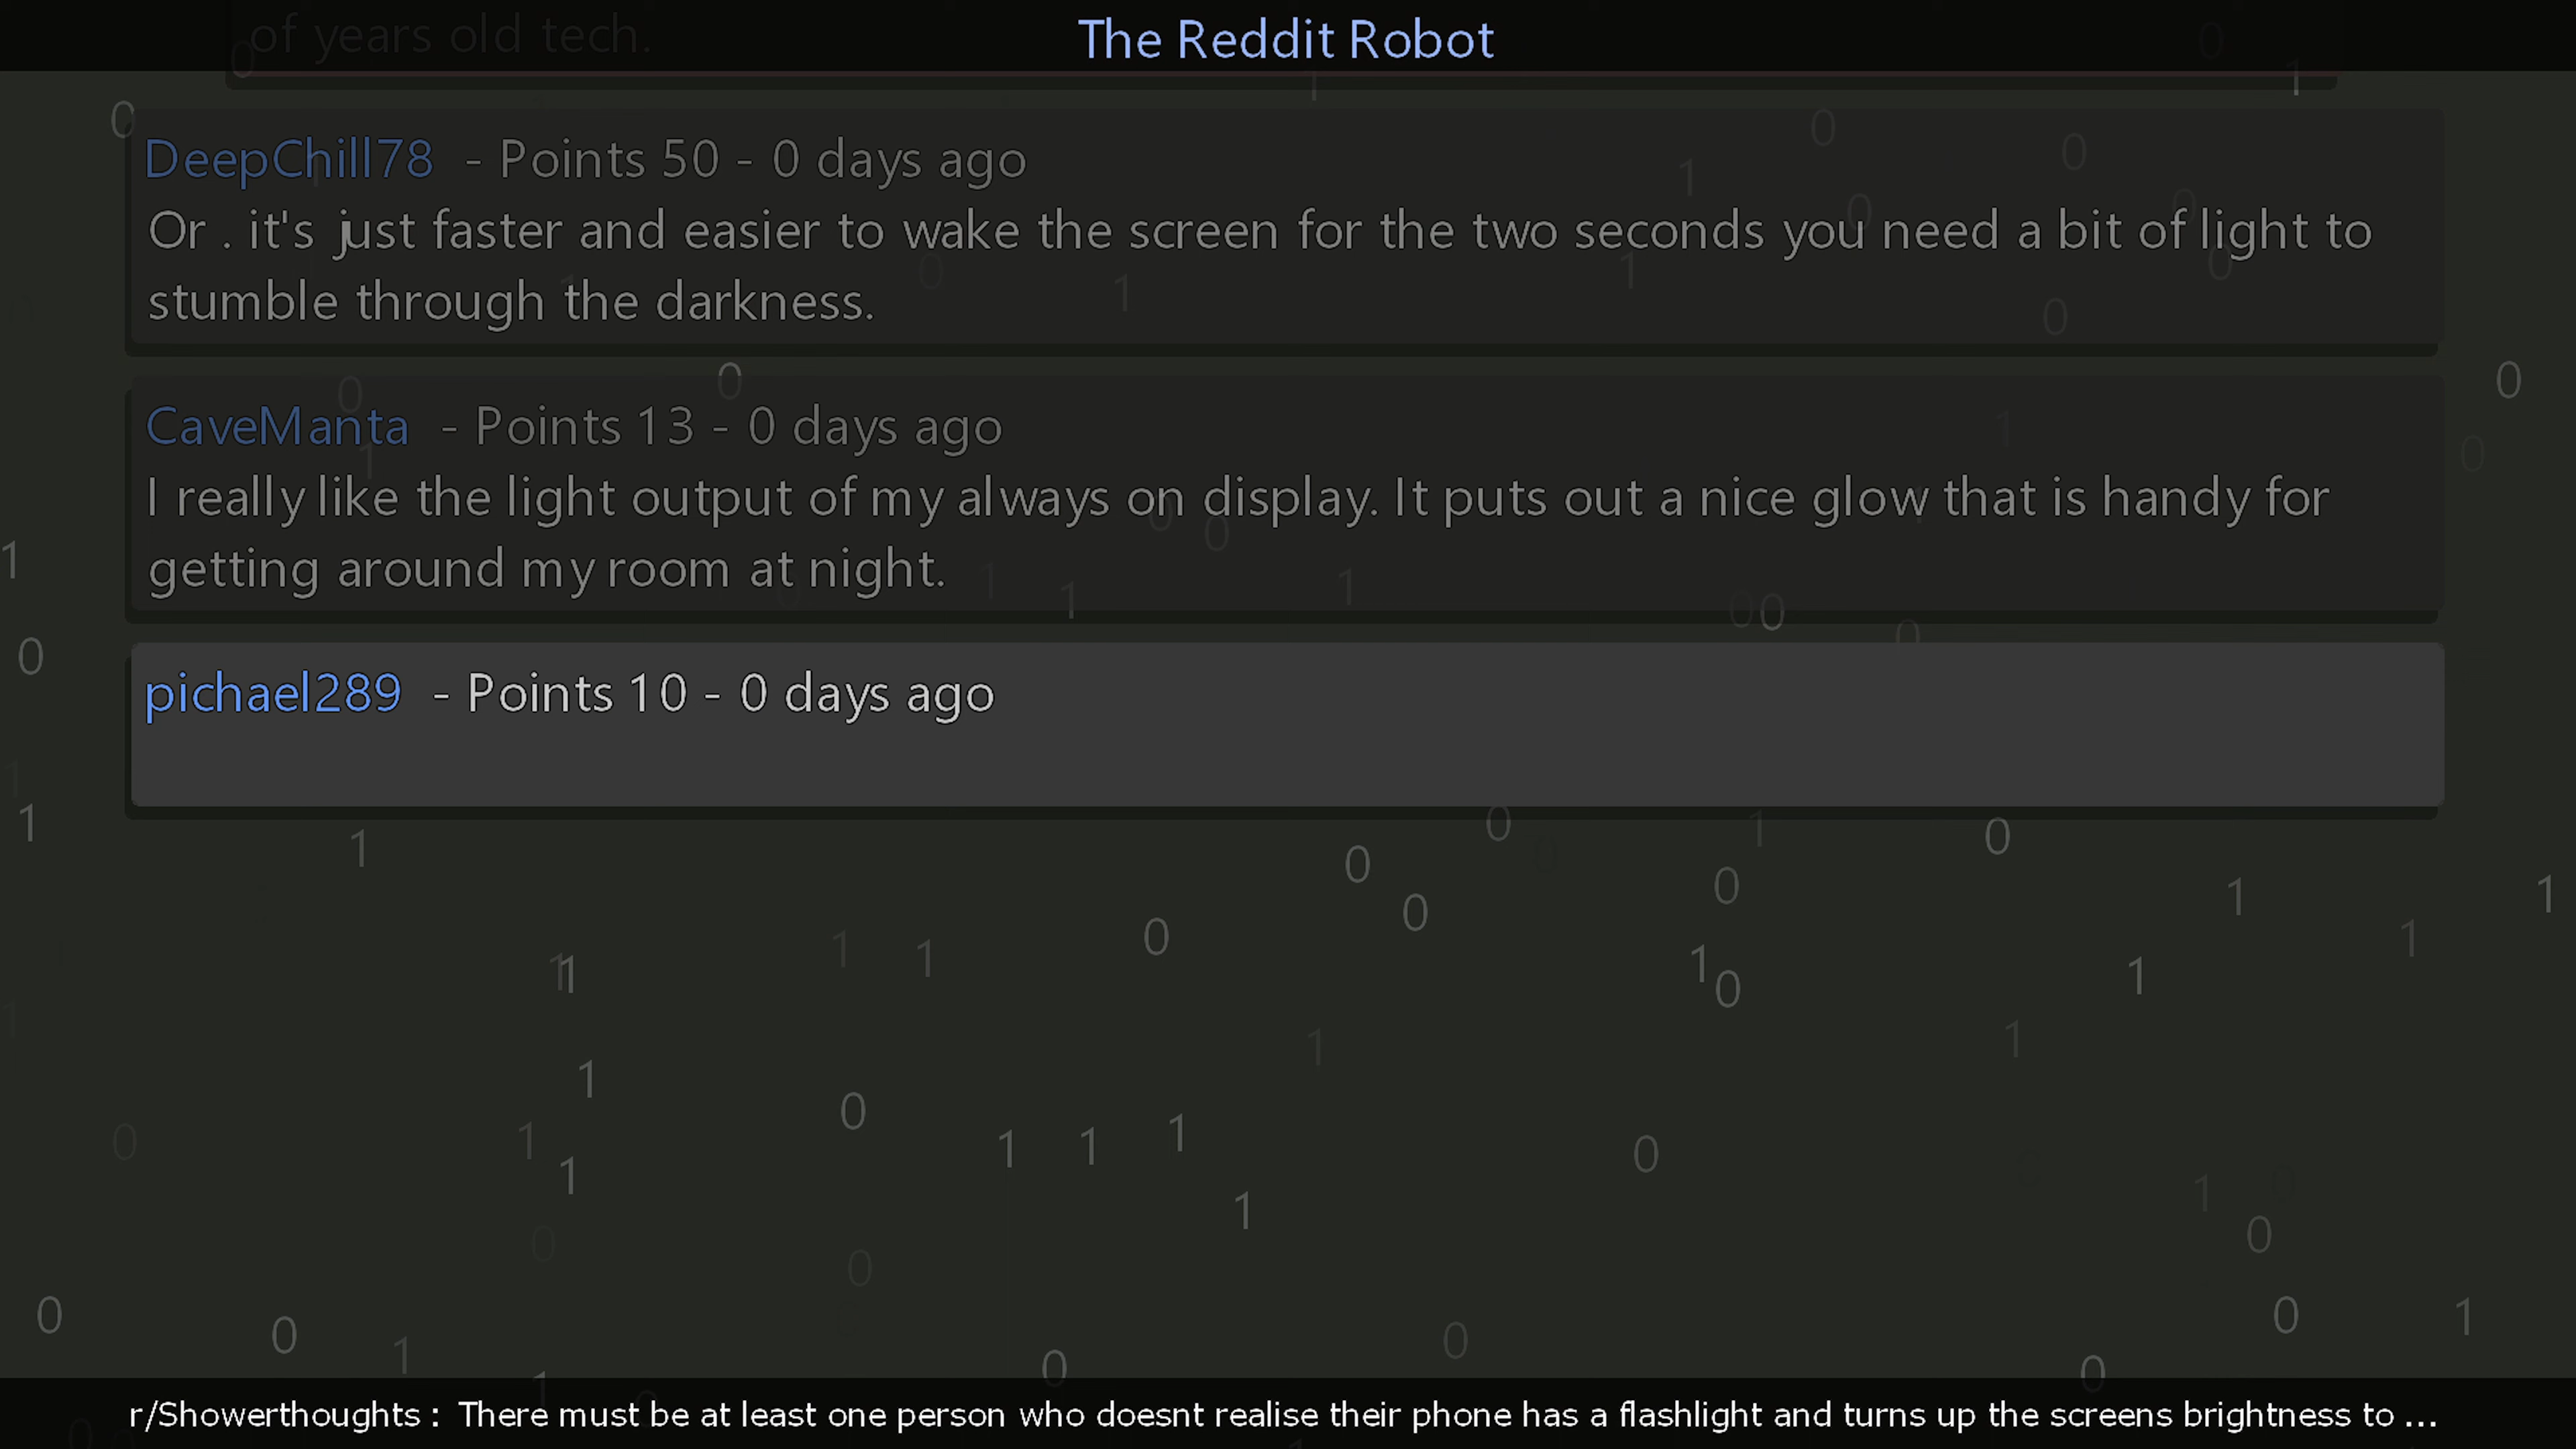 of years old tech.
The Reddit Robot
DeepChill78 - Points 50 - 0 days ago
Or . it's just faster and easier to wake the screen for the two seconds you need a bit of light to
stumble through the darkness.
CaveManta - Points 13 - 0 days ago
I really like the light output of my always on display. It puts out a nice glow that is handy for
getting around my room at night.
pichael289 - Points 10 - 0 days ago
r/Showerthoughts : There must be at least one person who doesnt realise their phone has a flashlight and turns up the screens brightness to ...